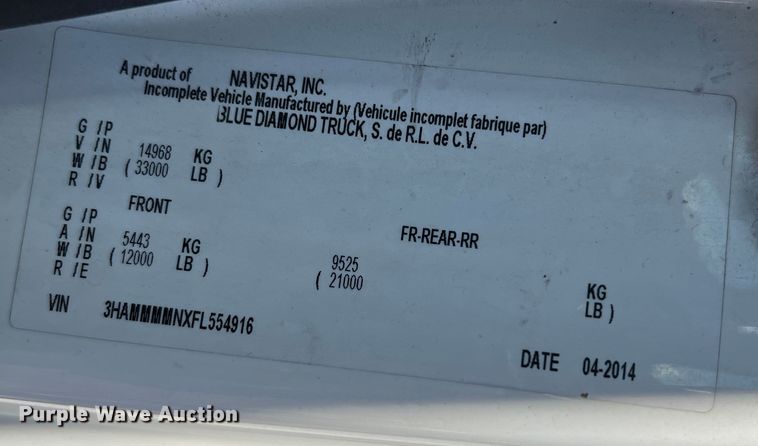 A product of NAVISTAR, INC.
Incomplete Vehicle Manufactured by (Vehicule incomplet fabrique par)
BLUE DIAMOND TRUCK, S. de R.L. de C.V.
G /P
V /N 14968 KG
W /B ( 33000 LB )
R /V
FRONT
G /P FR-REAR-RR
A /N 5443 KG 9525 KG
W /B ( 12000 LB ) ( 21000 LB )
R /E
VIN 3HAMMMMNXFL554916
DATE 04-2014
Purple Wave Auction